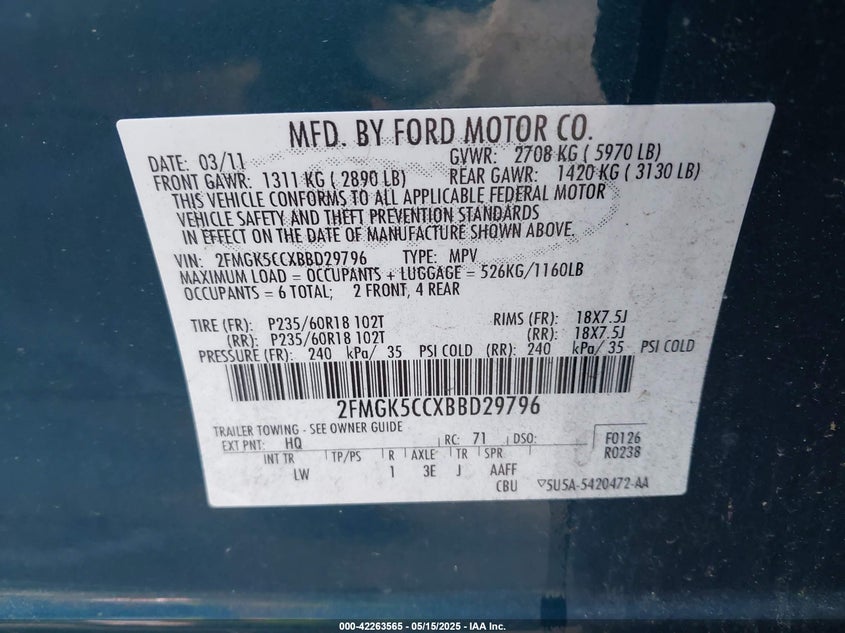 MFD. BY FORD MOTOR CO.
DATE: 03/11 GVWR: 2708 KG ( 5970 LB)
FRONT GAWR: 1311 KG ( 2890 LB) REAR GAWR: 1420 KG ( 3130 LB)
THIS VEHICLE CONFORMS TO ALL APPLICABLE FEDERAL MOTOR
VEHICLE SAFETY AND THEFT PREVENTION STANDARDS
IN EFFECT ON THE DATE OF MANUFACTURE SHOWN ABOVE.
VIN: 2FMGK5CCXBBD29796 TYPE: MPV
MAXIMUM LOAD = OCCUPANTS + LUGGAGE = 526KG/1160LB
OCCUPANTS = 6 TOTAL; 2 FRONT, 4 REAR
TIRE (FR): P235/60R18 102T RIMS (FR): 18X7.5J
(RR): P235/60R18 102T (RR): 18X7.5J
PRESSURE (FR): 240 kPa/ 35 PSI COLD (RR): 240 kPa/ 35 PSI COLD
2FMGK5CCXBBD29796
TRAILER TOWING - SEE OWNER GUIDE
EXT PNT: HQ RC: 71 DSO: F0126
INT TR TP/PS R AXLE TR SPR R0238
LW 1 3E J AAFF
CBU ▽5U5A-5420472-AA
000-42263565 - 05/15/2025 - IAA Inc.